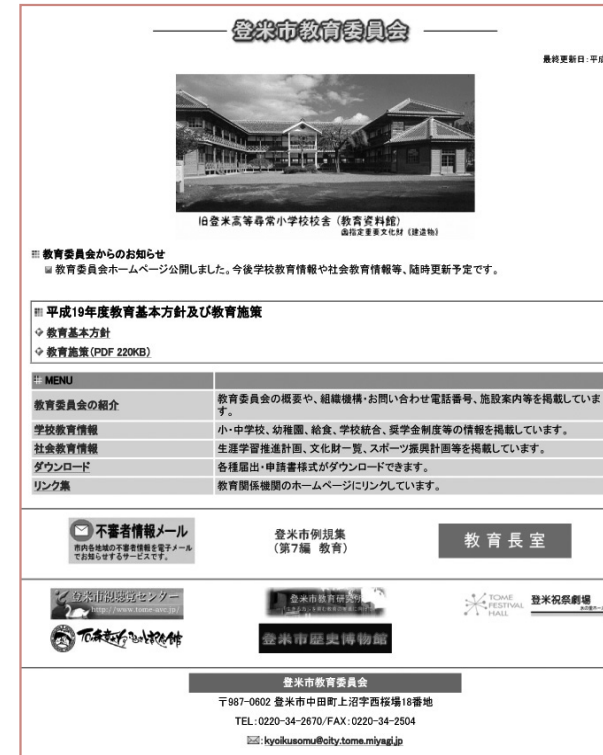 登米市教育委員会
最終更新日：平成
旧登米高等尋常小学校校舎（教育資料館）
国指定重要文化財《建造物》
教育委員会からのお知らせ
教育委員会ホームページ公開しました。今後学校教育情報や社会教育情報等、随時更新予定です。
平成19年度教育基本方針及び教育施策
教育基本方針
教育施策(PDF 220KB)
MENU
教育委員会の紹介 教育委員会の概要や、組織機構・お問い合わせ電話番号、施設案内等を掲載しています。
学校教育情報 小・中学校、幼稚園、給食、学校統合、奨学金制度等の情報を掲載しています。
社会教育情報 生涯学習推進計画、文化財一覧、スポーツ振興計画等を掲載しています。
ダウンロード 各種届出・申請書様式がダウンロードできます。
リンク集 教育関係機関のホームページにリンクしています。
不審者情報メール
市内各地域の不審者情報を電子メール
でお知らせするサービスです。
登米市例規集
（第7編 教育）
教育長室
登米市視聴覚センター
http://www.tome-avc.jp/
登米市教育研究
TOME
FESTIVAL
HALL
登米祝祭劇場
登米市歴史博物館
登米市教育委員会
〒987-0602 登米市中田町上沼字西桜場18番地
TEL:0220-34-2670/FAX:0220-34-2504
:kyoikusomu@city.tome.miyagi.jp